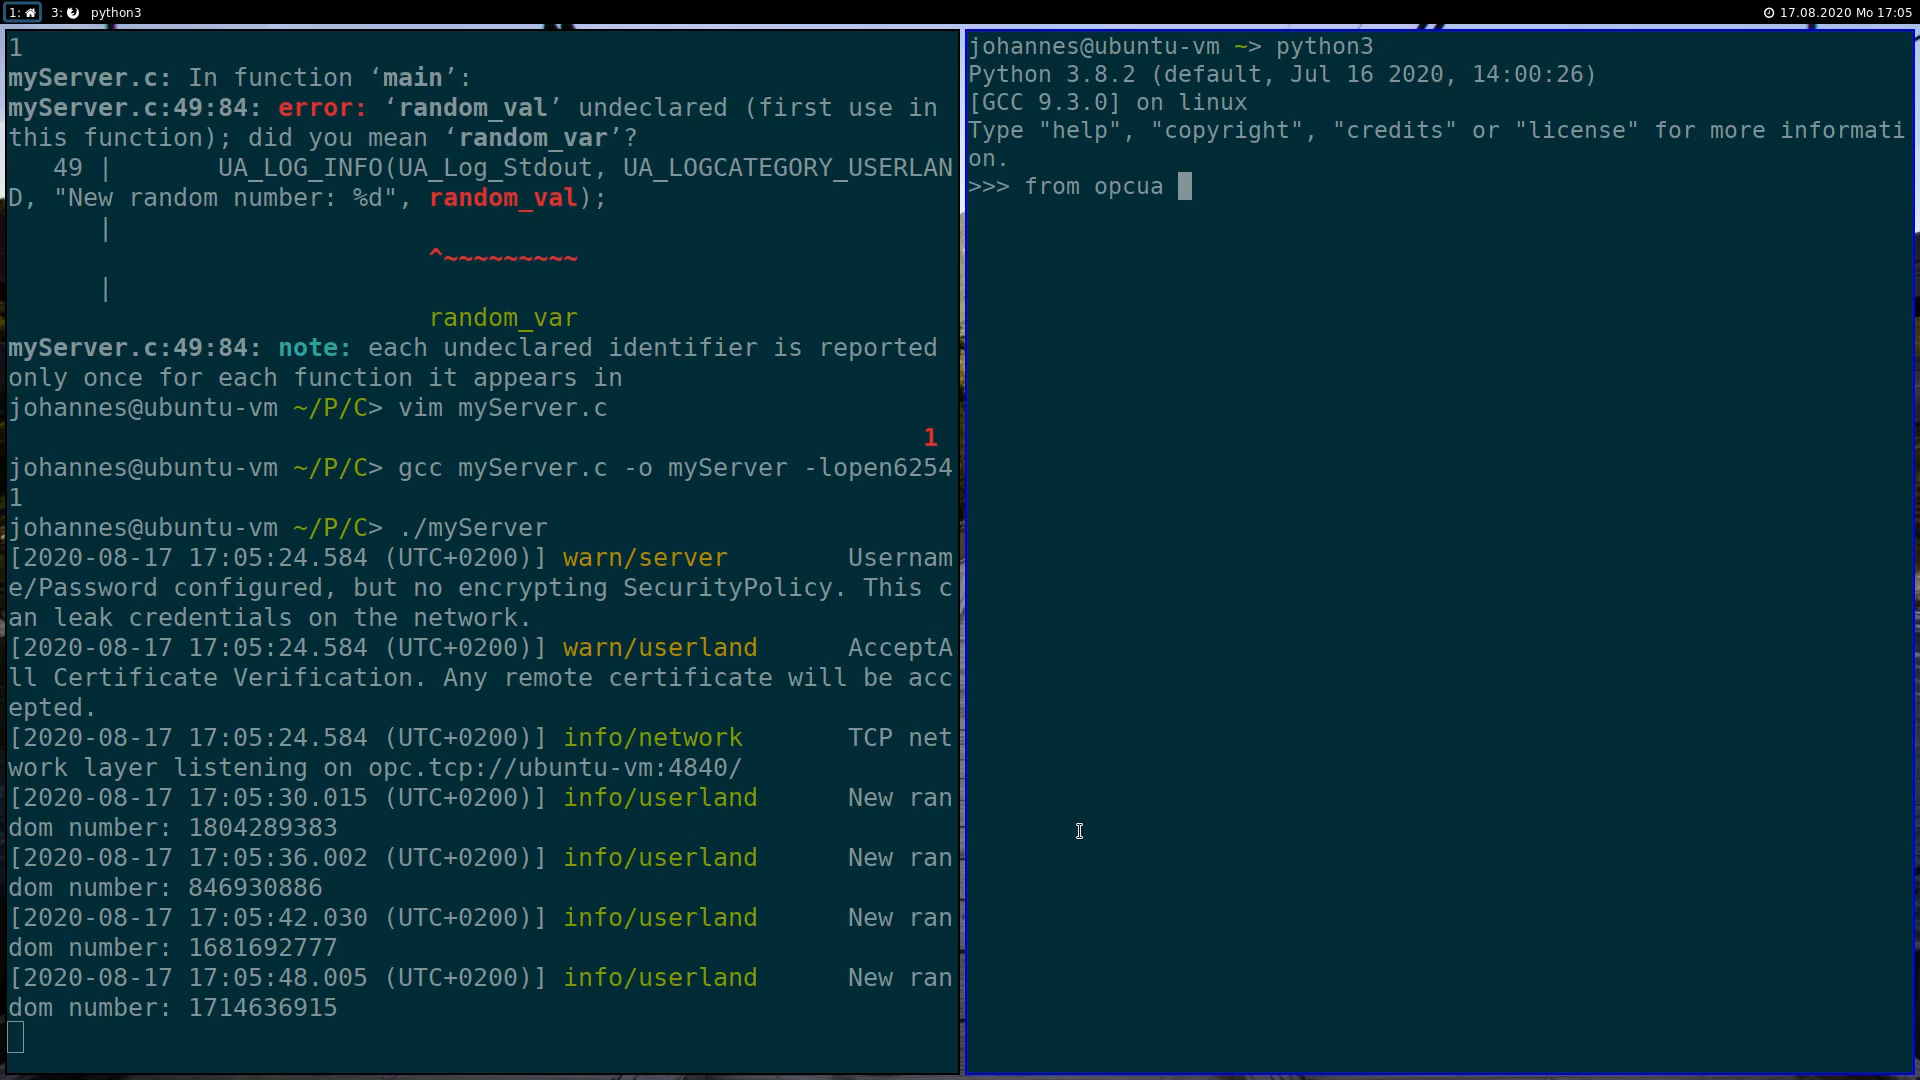 1: 3: python3
17.08.2020 Mo 17:05
1
myServer.c: In function ‘main’:
myServer.c:49:84: error: ‘random_val’ undeclared (first use in
this function); did you mean ‘random_var’?
49 | UA_LOG_INFO(UA_Log_Stdout, UA_LOGCATEGORY_USERLAN
D, "New random number: %d", random_val);
|
^~~~~~~~~~
|
random_var
myServer.c:49:84: note: each undeclared identifier is reported
only once for each function it appears in
johannes@ubuntu-vm ~/P/C> vim myServer.c
1
johannes@ubuntu-vm ~/P/C> gcc myServer.c -o myServer -lopen6254
1
johannes@ubuntu-vm ~/P/C> ./myServer
[2020-08-17 17:05:24.584 (UTC+0200)] warn/server Usernam
e/Password configured, but no encrypting SecurityPolicy. This c
an leak credentials on the network.
[2020-08-17 17:05:24.584 (UTC+0200)] warn/userland AcceptA
ll Certificate Verification. Any remote certificate will be acc
epted.
[2020-08-17 17:05:24.584 (UTC+0200)] info/network TCP net
work layer listening on opc.tcp://ubuntu-vm:4840/
[2020-08-17 17:05:30.015 (UTC+0200)] info/userland New ran
dom number: 1804289383
[2020-08-17 17:05:36.002 (UTC+0200)] info/userland New ran
dom number: 846930886
[2020-08-17 17:05:42.030 (UTC+0200)] info/userland New ran
dom number: 1681692777
[2020-08-17 17:05:48.005 (UTC+0200)] info/userland New ran
dom number: 1714636915
johannes@ubuntu-vm ~> python3
Python 3.8.2 (default, Jul 16 2020, 14:00:26)
[GCC 9.3.0] on linux
Type "help", "copyright", "credits" or "license" for more informati
on.
>>> from opcua